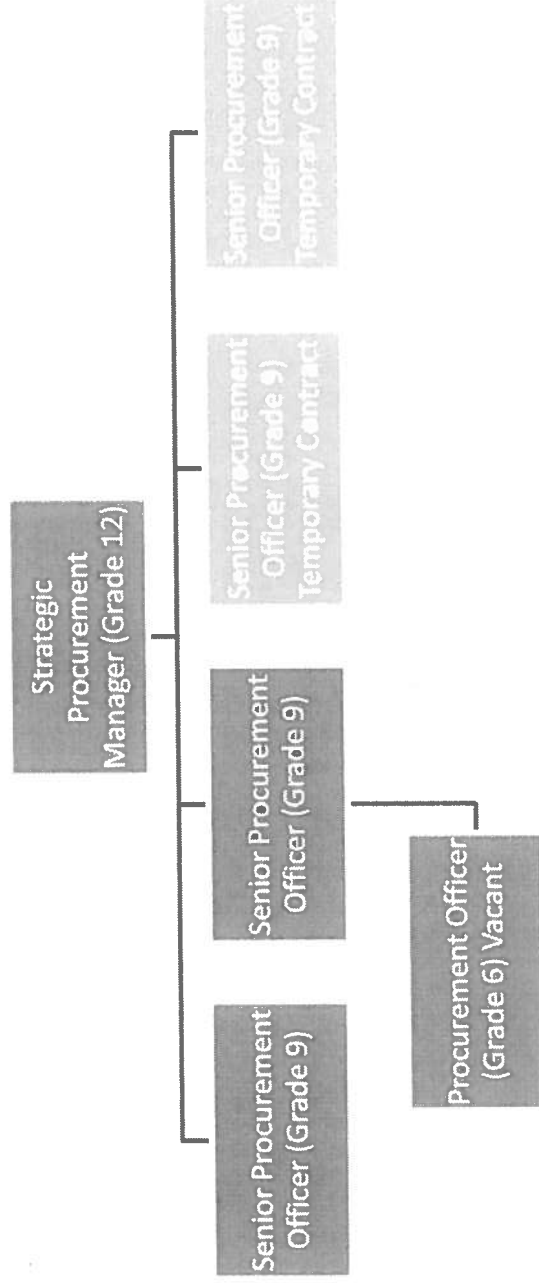 Strategic
Procurement
Manager (Grade 12)
Senior Procurement
Officer (Grade 9)
Senior Procurement
Officer (Grade 9)
Senior Procurement
Officer (Grade 9)
Temporary Contract
Senior Procurement
Officer (Grade 9)
Temporary Contract
Procurement Officer
(Grade 6) Vacant